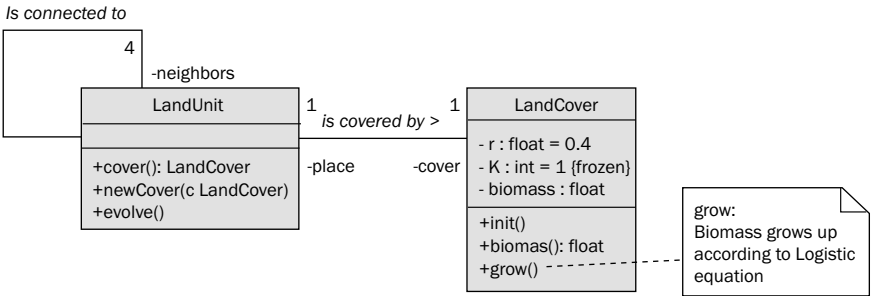 Is connected to
4
-neighbors
LandUnit
+cover(): LandCover
+newCover(c LandCover)
+evolve()
1
1
is covered by >
-place
-cover
LandCover
- r : float = 0.4
- K : int = 1 {frozen}
- biomass : float
+init()
+biomas(): float
+grow()
grow:
Biomass grows up
according to Logistic
equation